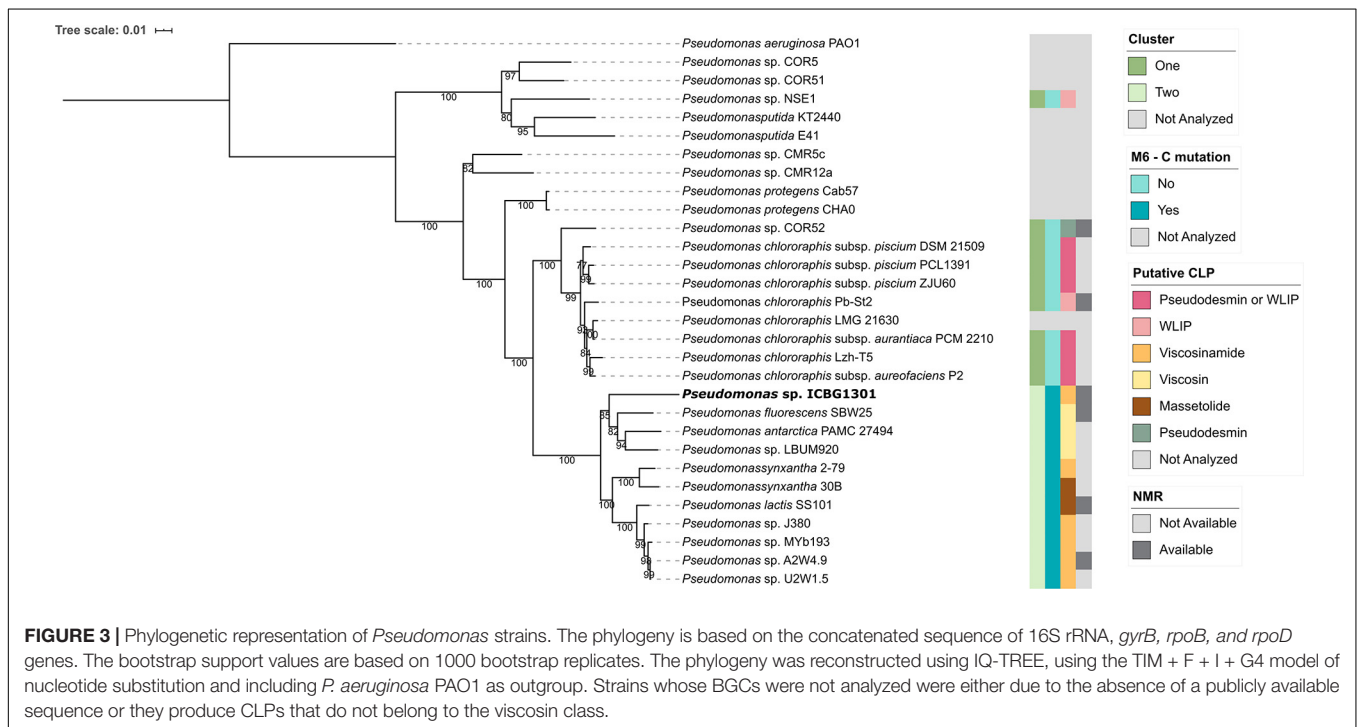 Tree scale: 0.01
Pseudomonas aeruginosa PAO1
Pseudomonas sp. COR5
Pseudomonas sp. COR51
Pseudomonas sp. NSE1
Pseudomonasputida KT2440
Pseudomonasputida E41
Pseudomonas sp. CMR5c
Pseudomonas sp. CMR12a
Pseudomonas protegens Cab57
Pseudomonas protegens CHA0
Pseudomonas sp. COR52
Pseudomonas chlororaphis subsp. piscium DSM 21509
Pseudomonas chlororaphis subsp. piscium PCL1391
Pseudomonas chlororaphis subsp. piscium ZJU60
Pseudomonas chlororaphis Pb-St2
Pseudomonas chlororaphis LMG 21630
Pseudomonas chlororaphis subsp. aurantiaca PCM 2210
Pseudomonas chlororaphis Lzh-T5
Pseudomonas chlororaphis subsp. aureofaciens P2
Pseudomonas sp. ICBG1301
Pseudomonas fluorescens SBW25
Pseudomonas antarctica PAMC 27494
Pseudomonas sp. LBUM920
Pseudomonassynxantha 2-79
Pseudomonassynxantha 30B
Pseudomonas lactis SS101
Pseudomonas sp. J380
Pseudomonas sp. MYb193
Pseudomonas sp. A2W4.9
Pseudomonas sp. U2W1.5
97
100
80
95
82
100
100
100
100
77
99
99
92
100
84
99
100
100
85
82
94
100
100
100
100
99
98
99
Cluster
One
Two
Not Analyzed
M6 - C mutation
No
Yes
Not Analyzed
Putative CLP
Pseudodesmin or WLIP
WLIP
Viscosinamide
Viscosin
Massetolide
Pseudodesmin
Not Analyzed
NMR
Not Available
Available
FIGURE 3 | Phylogenetic representation of Pseudomonas strains. The phylogeny is based on the concatenated sequence of 16S rRNA, gyrB, rpoB, and rpoD
genes. The bootstrap support values are based on 1000 bootstrap replicates. The phylogeny was reconstructed using IQ-TREE, using the TIM + F + I + G4 model of
nucleotide substitution and including P. aeruginosa PAO1 as outgroup. Strains whose BGCs were not analyzed were either due to the absence of a publicly available
sequence or they produce CLPs that do not belong to the viscosin class.